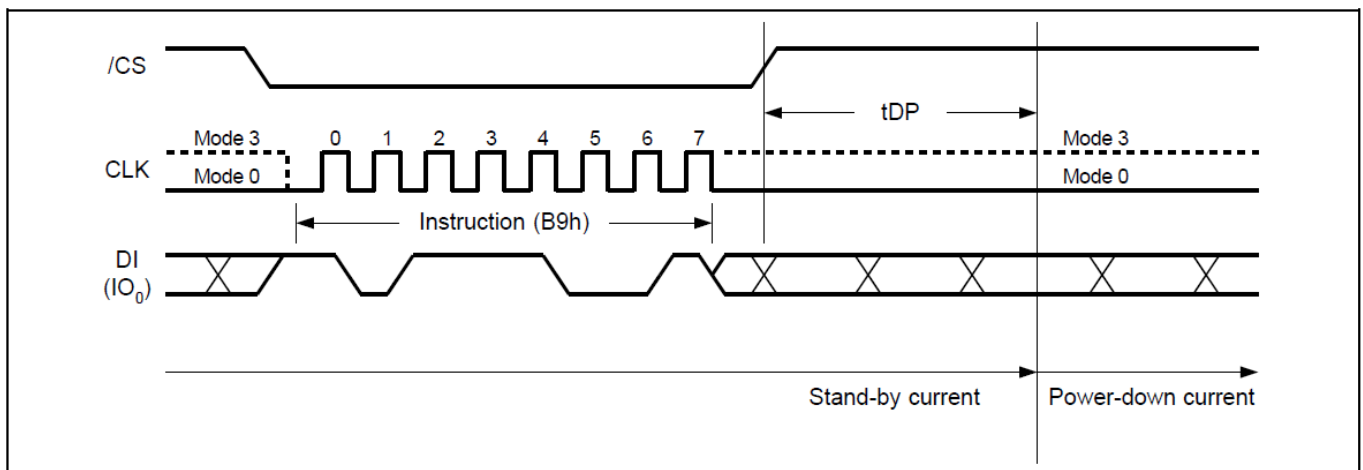 /CS
tDP
Mode 3 0 1 2 3 4 5 6 7 Mode 3
CLK
Mode 0 Mode 0
Instruction (B9h)
DI
(IO0)
Stand-by current Power-down current